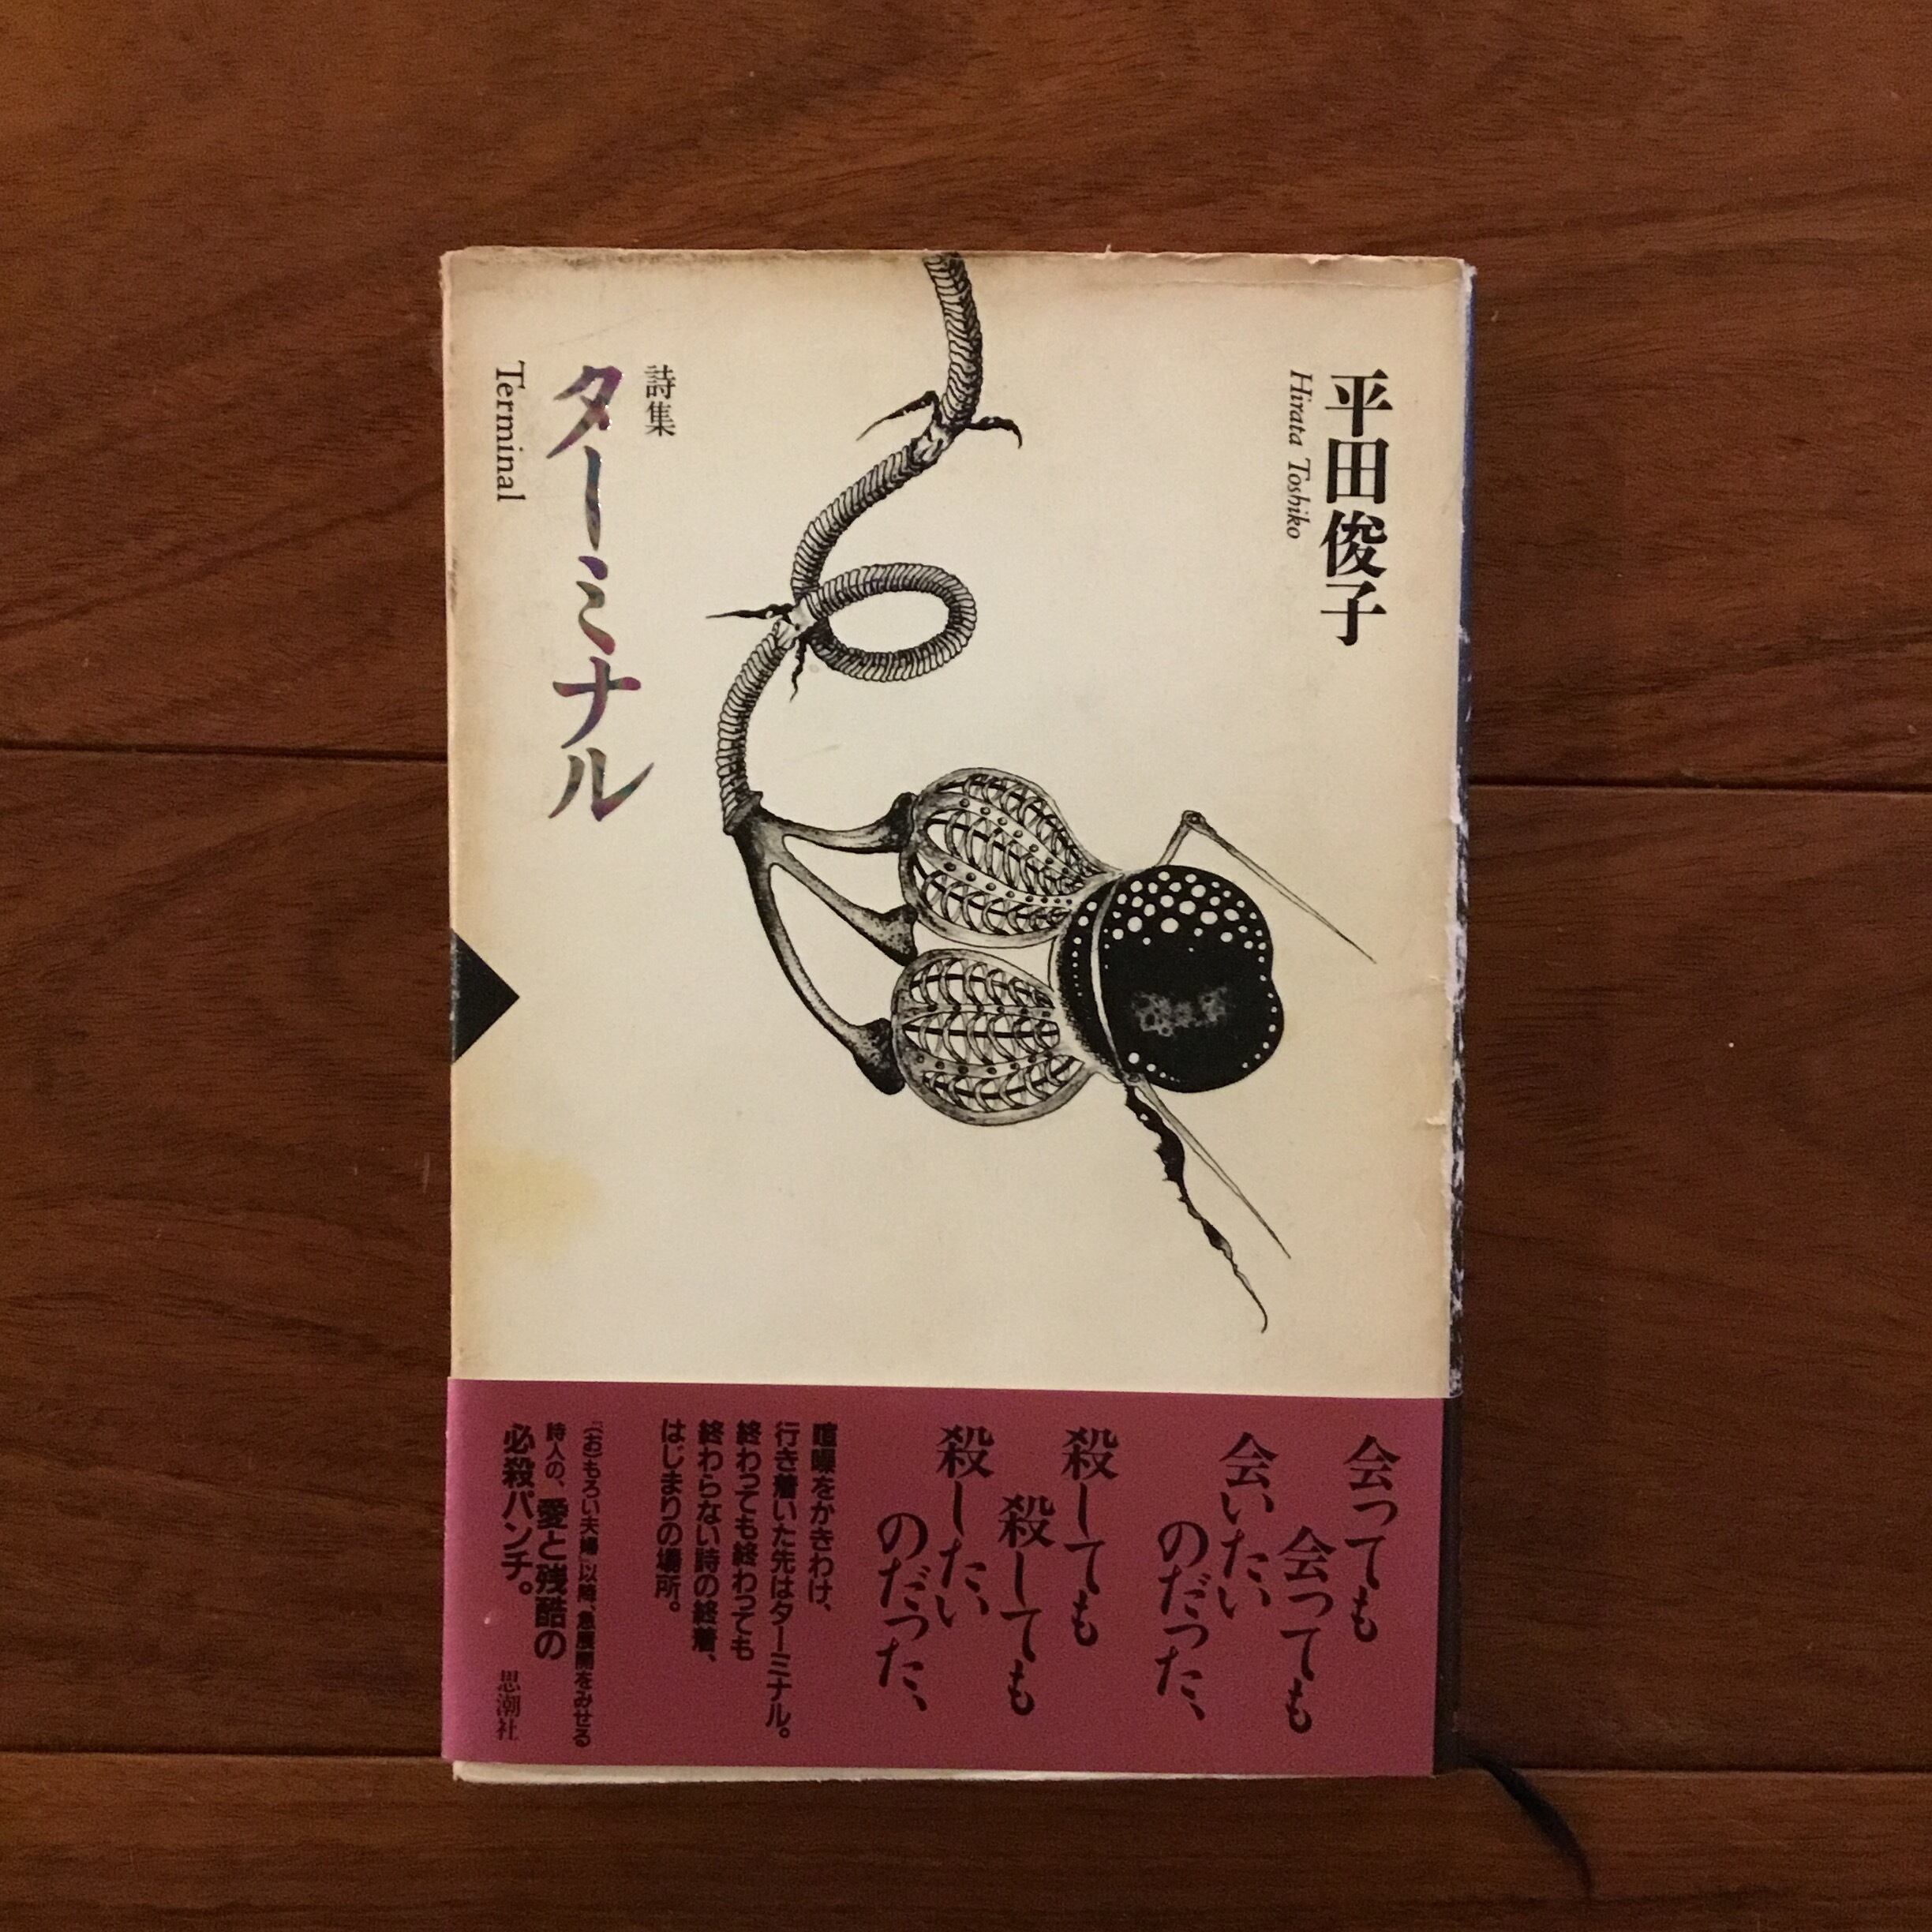 平田俊子
Hirata Toshiko
詩集
ターミナル
Terminal
会っても
会っても
会いたい
のだった、
殺しても
殺しても
殺したい
のだった、
喧噪をかきわけ、
行き着いた先はターミナル。
終わっても終わっても
終わらない詩の終着、
はじまりの場所。
『(お)もろい夫婦』以降、急展開をみせる
詩人の、愛と残酷の
必殺パンチ。
思潮社